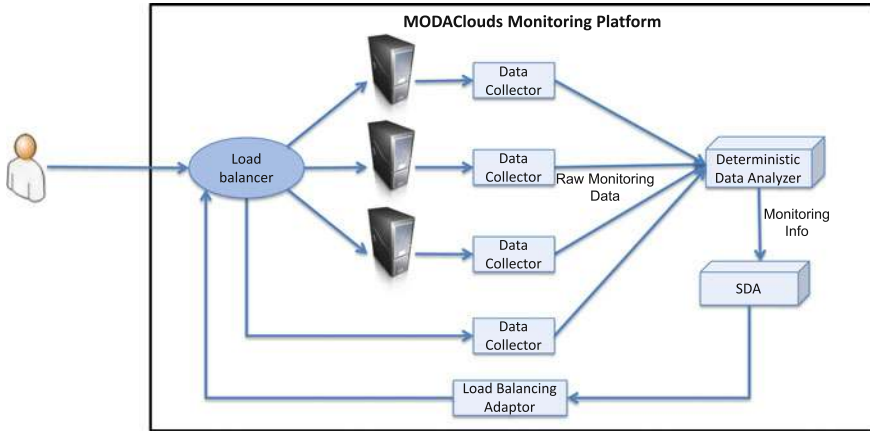 MODAClouds Monitoring Platform
Data
Collector
Load
balancer
Data
Collector
Raw Monitoring
Data
Deterministic
Data Analyzer
Monitoring
Info
Data
Collector
SDA
Data
Collector
Load Balancing
Adaptor